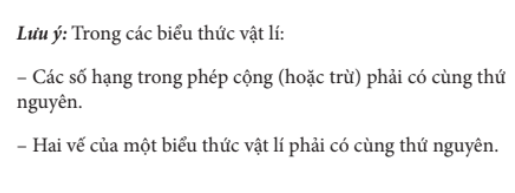 Lưu ý: Trong các biểu thức vật lí:
– Các số hạng trong phép cộng (hoặc trừ) phải có cùng thứ
nguyên.
– Hai vế của một biểu thức vật lí phải có cùng thứ nguyên.